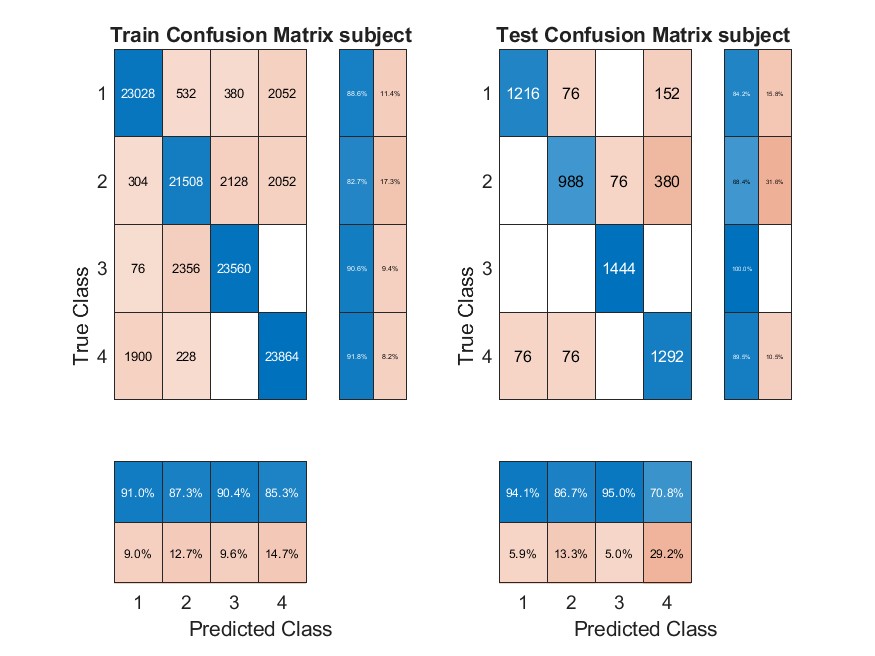 Train Confusion Matrix subject
1 23028 532 380 2052 88.6% 11.4%
2 304 21508 2128 2052 82.7% 17.3%
3 76 2356 23560 90.6% 9.4%
4 1900 228 23864 91.8% 8.2%
True Class
91.0% 87.3% 90.4% 85.3%
9.0% 12.7% 9.6% 14.7%
1 2 3 4
Predicted Class
Test Confusion Matrix subject
1 1216 76 152 84.2% 15.8%
2 988 76 380 68.4% 31.6%
3 1444 100.0%
4 76 76 1292 89.5% 10.5%
True Class
94.1% 86.7% 95.0% 70.8%
5.9% 13.3% 5.0% 29.2%
1 2 3 4
Predicted Class